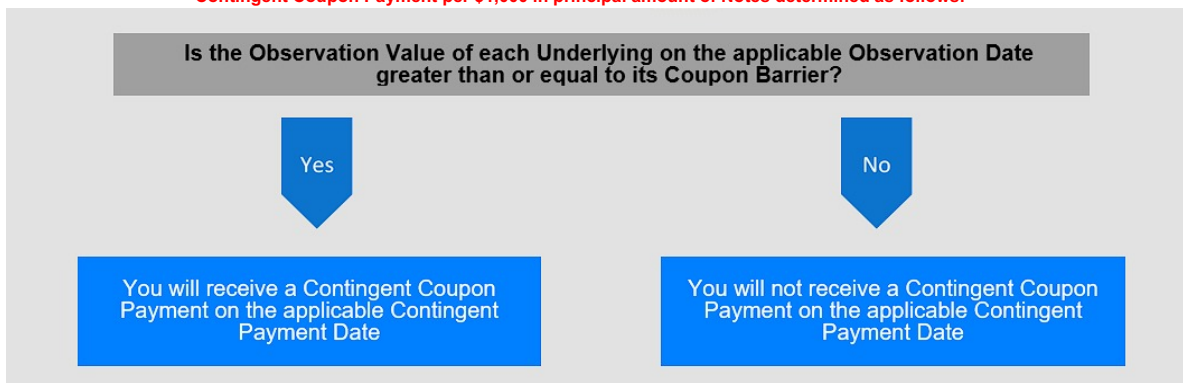 Contingent Coupon Payment per $1,000 in principal amount of Notes determined as follows:
Is the Observation Value of each Underlying on the applicable Observation Date
greater than or equal to its Coupon Barrier?
Yes
No
You will receive a Contingent Coupon
Payment on the applicable Contingent
Payment Date
You will not receive a Contingent Coupon
Payment on the applicable Contingent
Payment Date